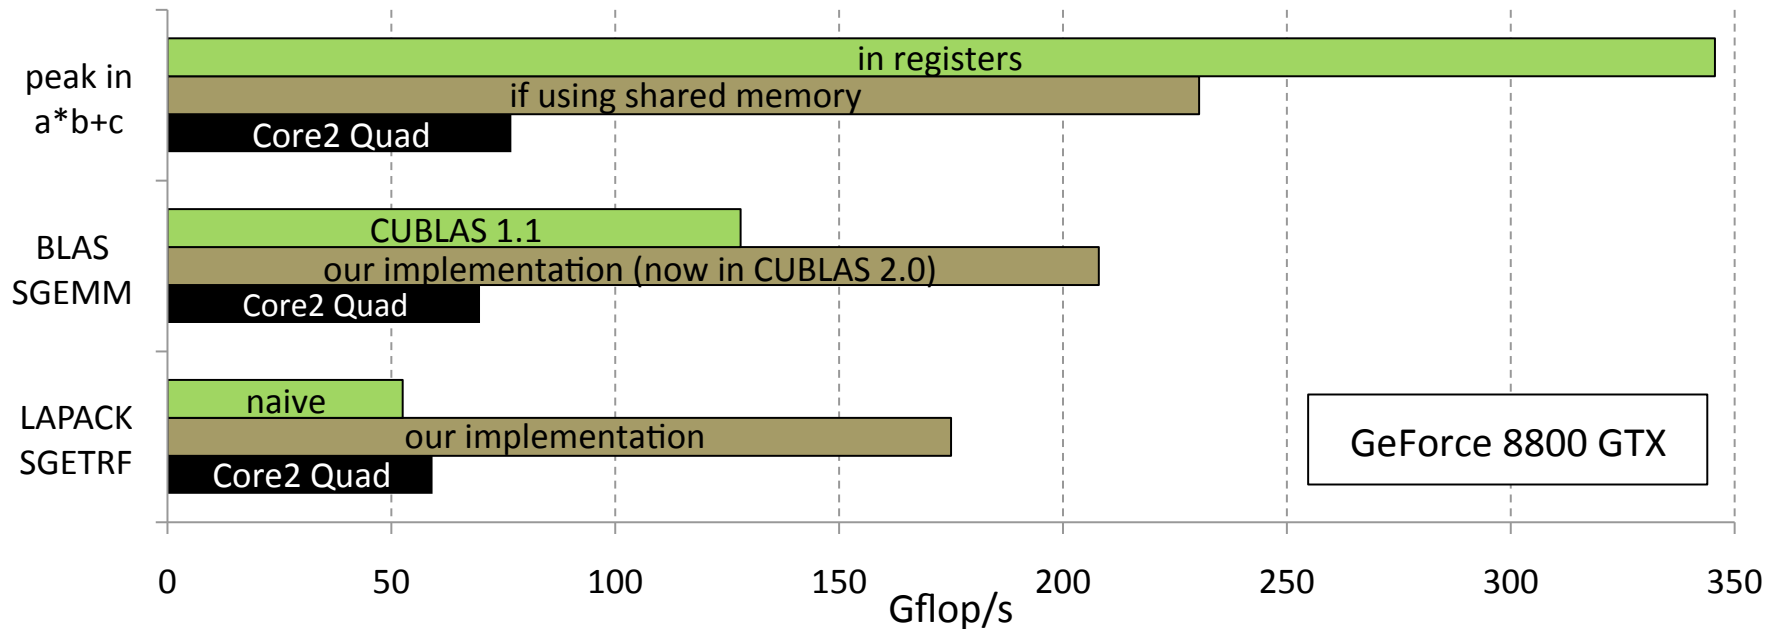 peak in
a*b+c
in registers
if using shared memory
Core2 Quad
BLAS
SGEMM
CUBLAS 1.1
our implementation (now in CUBLAS 2.0)
Core2 Quad
LAPACK
SGETRF
naive
our implementation
Core2 Quad
GeForce 8800 GTX
0 50 100 150 200 250 300 350
Gflop/s